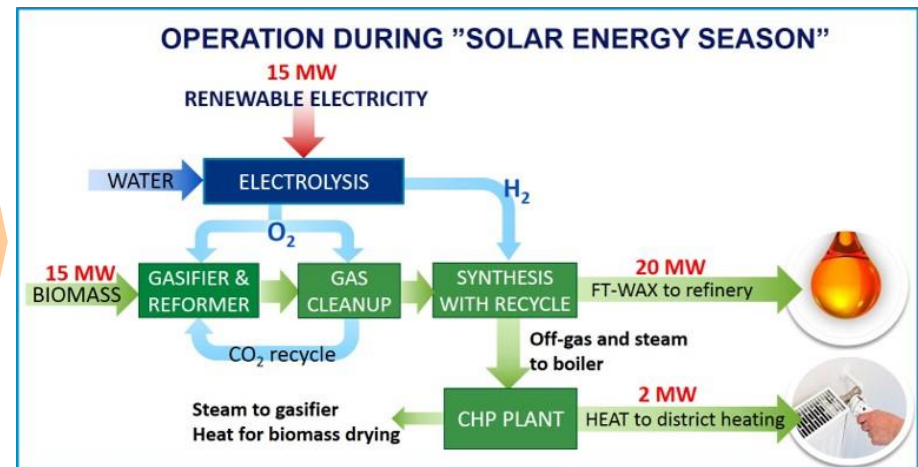 OPERATION DURING ”SOLAR ENERGY SEASON”
15 MW
RENEWABLE ELECTRICITY
WATER
ELECTROLYSIS
H₂
O₂
15 MW
BIOMASS
GASIFIER &
REFORMER
GAS
CLEANUP
SYNTHESIS
WITH RECYCLE
20 MW
FT-WAX to refinery
CO₂ recycle
Off-gas and steam
to boiler
Steam to gasifier
Heat for biomass drying
CHP PLANT
2 MW
HEAT to district heating